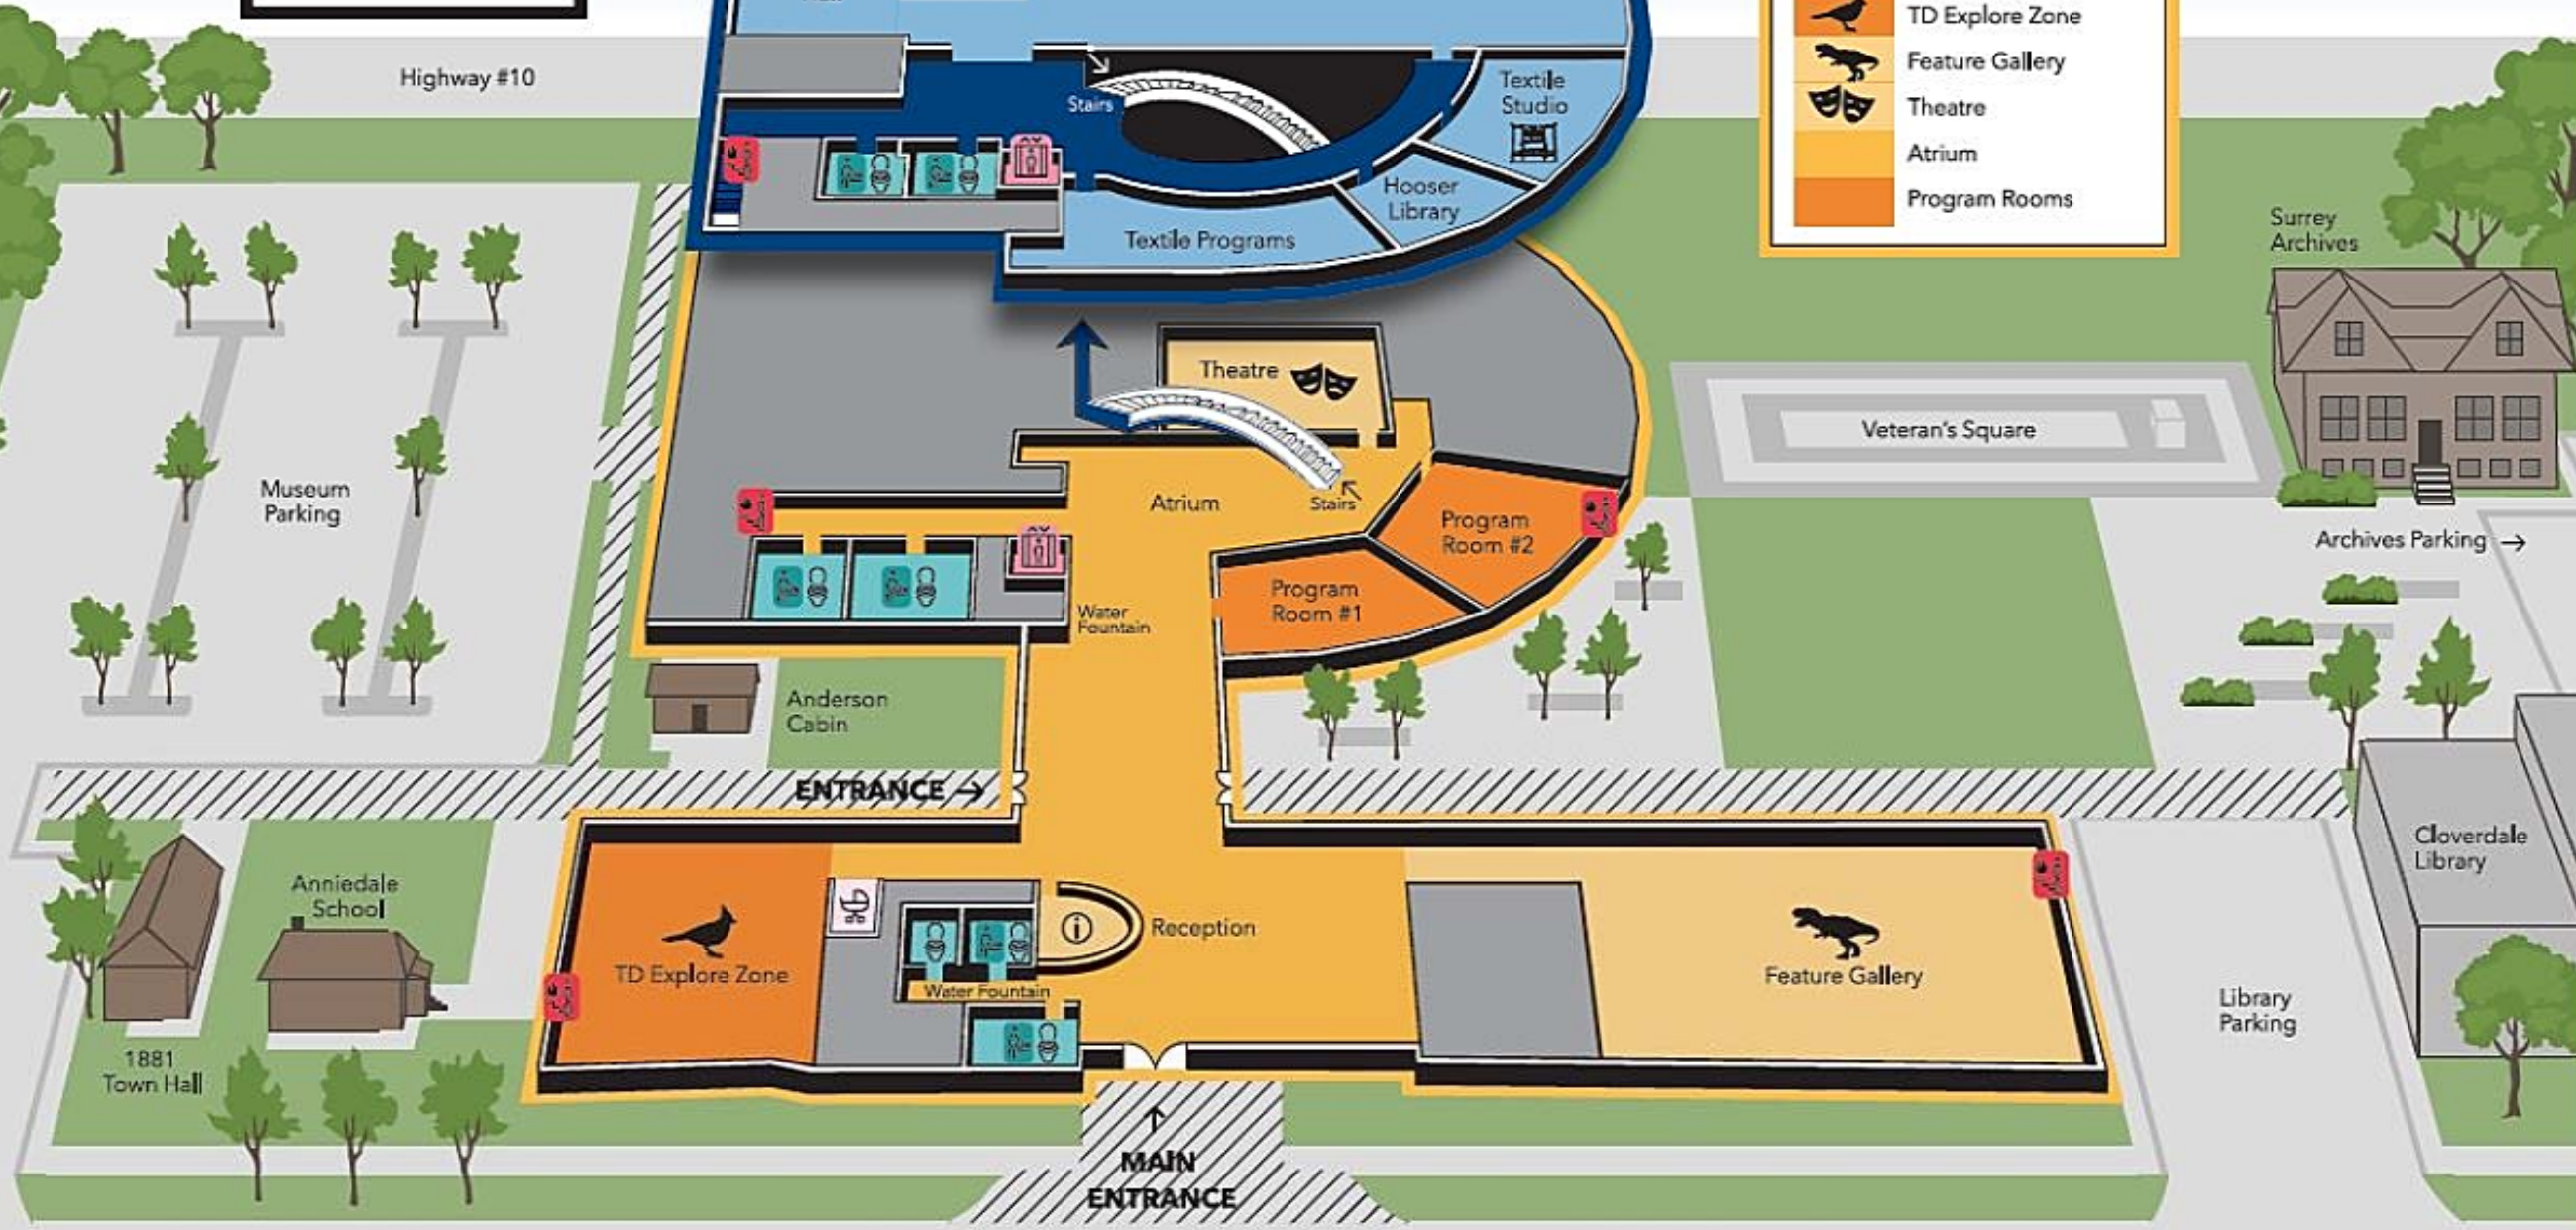 TD Explore Zone
Highway #10
Feature Gallery
Textile
Studio
Stairs
Theatre
Atrium
Hooser
Library
Program Rooms
Surrey
Archives
Textile Programs
Theatre
Veteran's Square
Museum
Parking
Atrium
Stairs
Program
Room #2
Archives Parking →
Program
Room #1
Water
Fountain
Anderson
Cabin
ENTRANCE →
Cloverdale
Library
Anniedale
School
Reception
TD Explore Zone
Feature Gallery
Water Fountain
Library
Parking
1881
Town Hall
MAIN
ENTRANCE